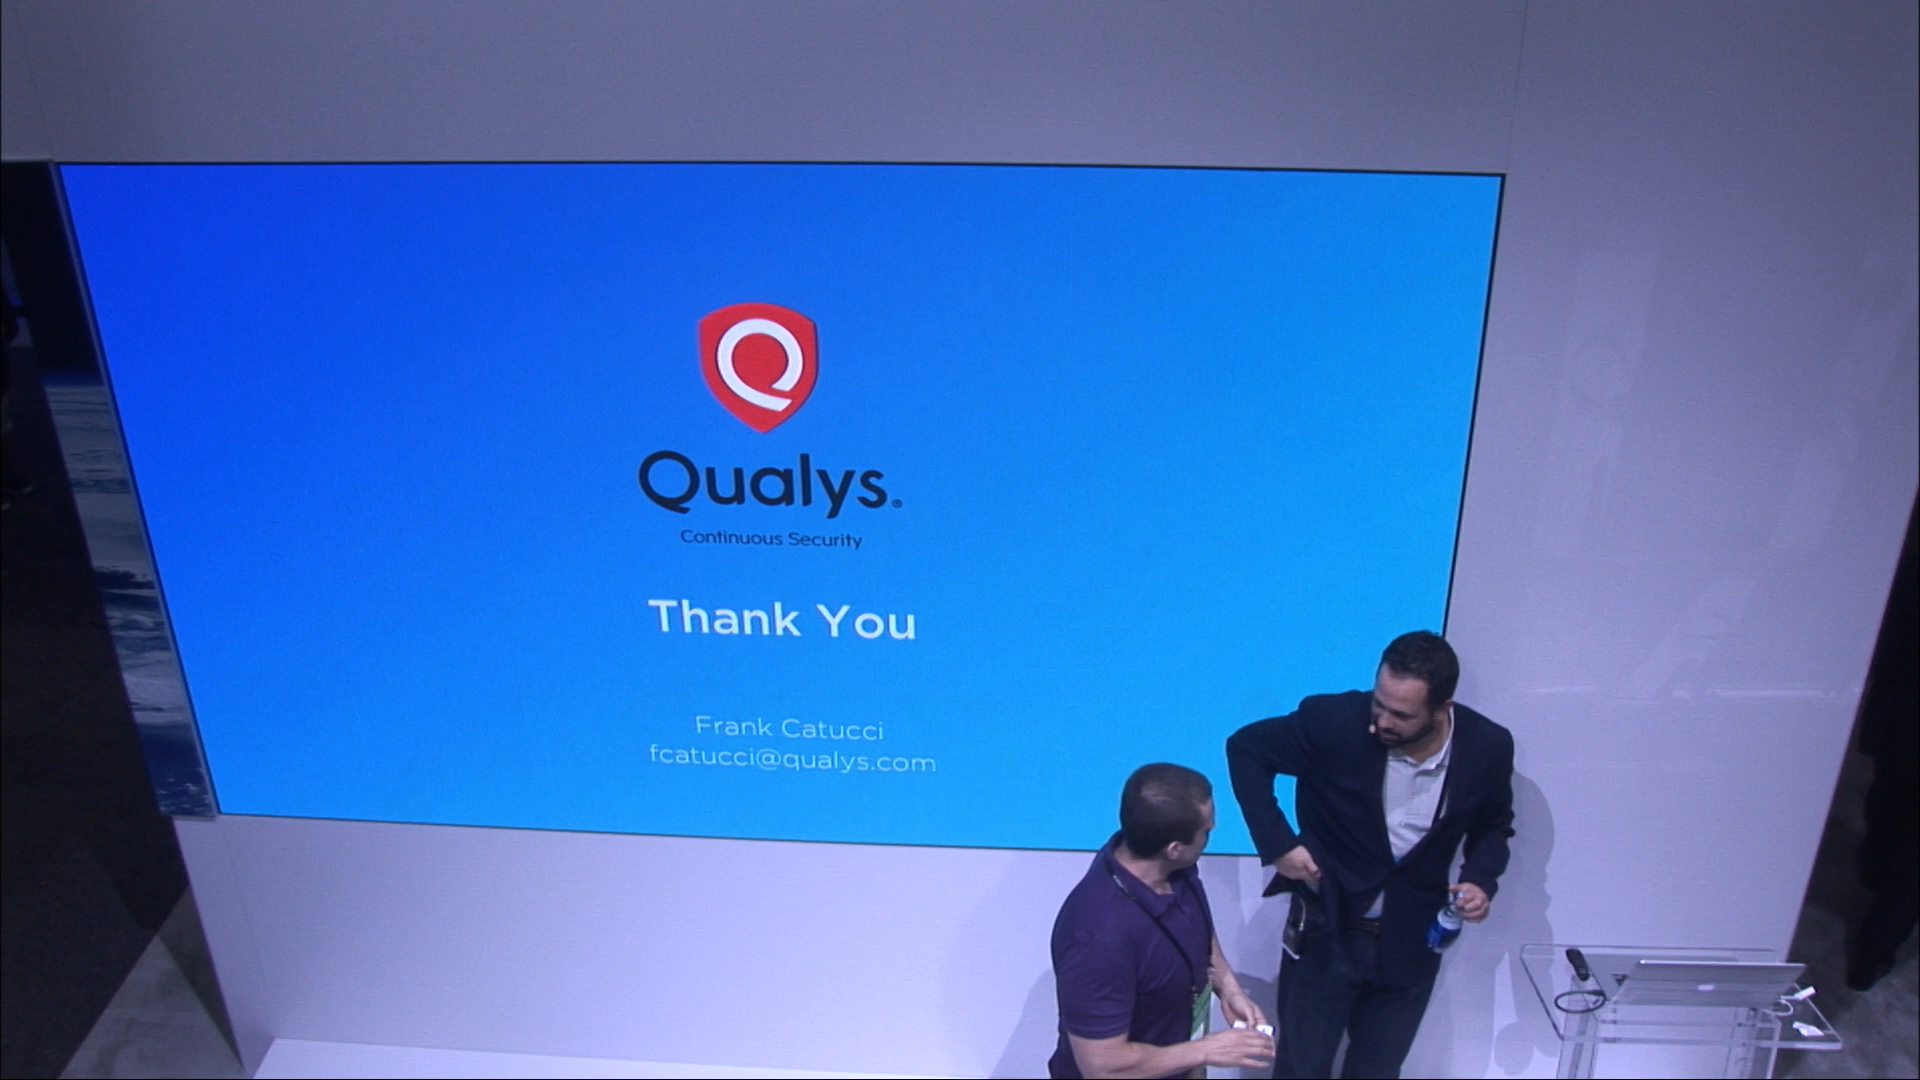 Qualys®
Continuous Security
Thank You
Frank Catucci
fcatucci@qualys.com